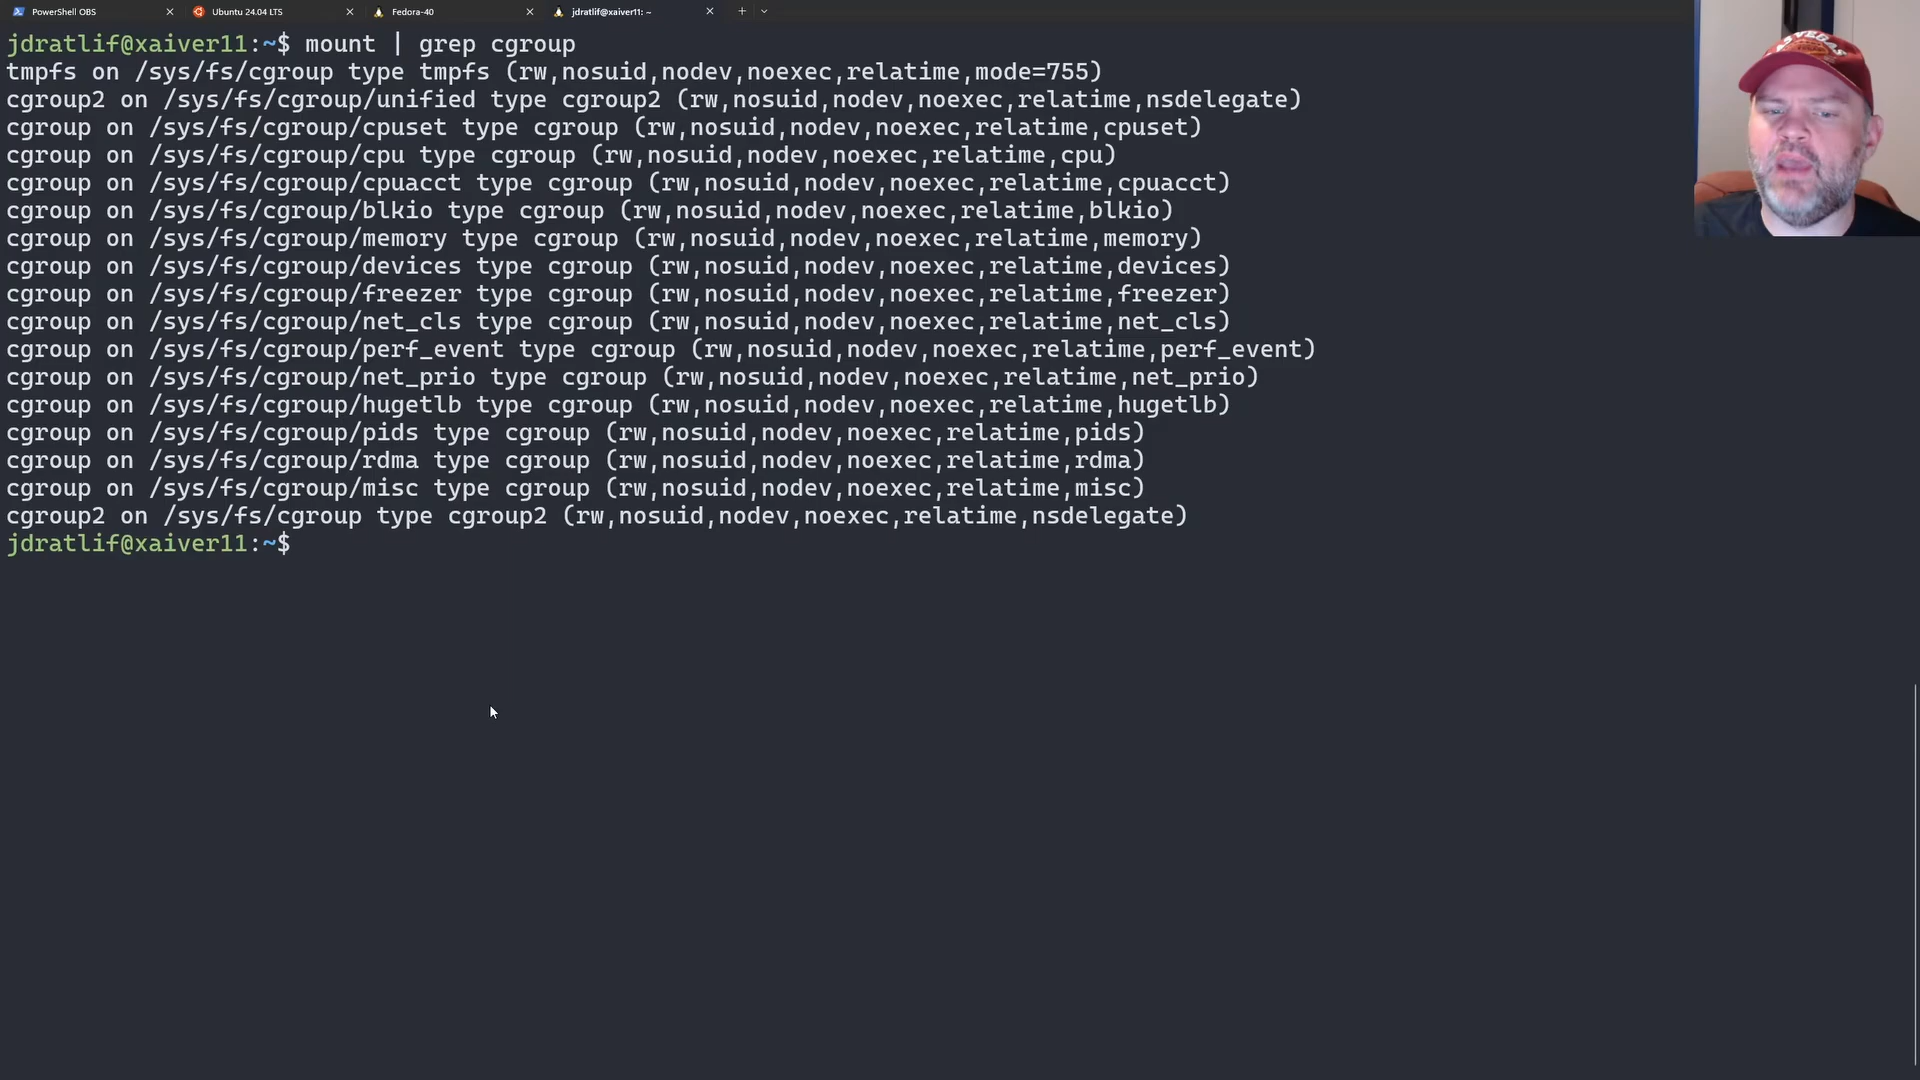 PowerShell OBS
Ubuntu 24.04 LTS
Fedora-40
jdratlif@xaiver11: ~
jdratlif@xaiver11:~$ mount | grep cgroup
tmpfs on /sys/fs/cgroup type tmpfs (rw,nosuid,nodev,noexec,relatime,mode=755)
cgroup2 on /sys/fs/cgroup/unified type cgroup2 (rw,nosuid,nodev,noexec,relatime,nsdelegate)
cgroup on /sys/fs/cgroup/cpuset type cgroup (rw,nosuid,nodev,noexec,relatime,cpuset)
cgroup on /sys/fs/cgroup/cpu type cgroup (rw,nosuid,nodev,noexec,relatime,cpu)
cgroup on /sys/fs/cgroup/cpuacct type cgroup (rw,nosuid,nodev,noexec,relatime,cpuacct)
cgroup on /sys/fs/cgroup/blkio type cgroup (rw,nosuid,nodev,noexec,relatime,blkio)
cgroup on /sys/fs/cgroup/memory type cgroup (rw,nosuid,nodev,noexec,relatime,memory)
cgroup on /sys/fs/cgroup/devices type cgroup (rw,nosuid,nodev,noexec,relatime,devices)
cgroup on /sys/fs/cgroup/freezer type cgroup (rw,nosuid,nodev,noexec,relatime,freezer)
cgroup on /sys/fs/cgroup/net_cls type cgroup (rw,nosuid,nodev,noexec,relatime,net_cls)
cgroup on /sys/fs/cgroup/perf_event type cgroup (rw,nosuid,nodev,noexec,relatime,perf_event)
cgroup on /sys/fs/cgroup/net_prio type cgroup (rw,nosuid,nodev,noexec,relatime,net_prio)
cgroup on /sys/fs/cgroup/hugetlb type cgroup (rw,nosuid,nodev,noexec,relatime,hugetlb)
cgroup on /sys/fs/cgroup/pids type cgroup (rw,nosuid,nodev,noexec,relatime,pids)
cgroup on /sys/fs/cgroup/rdma type cgroup (rw,nosuid,nodev,noexec,relatime,rdma)
cgroup on /sys/fs/cgroup/misc type cgroup (rw,nosuid,nodev,noexec,relatime,misc)
cgroup2 on /sys/fs/cgroup type cgroup2 (rw,nosuid,nodev,noexec,relatime,nsdelegate)
jdratlif@xaiver11:~$